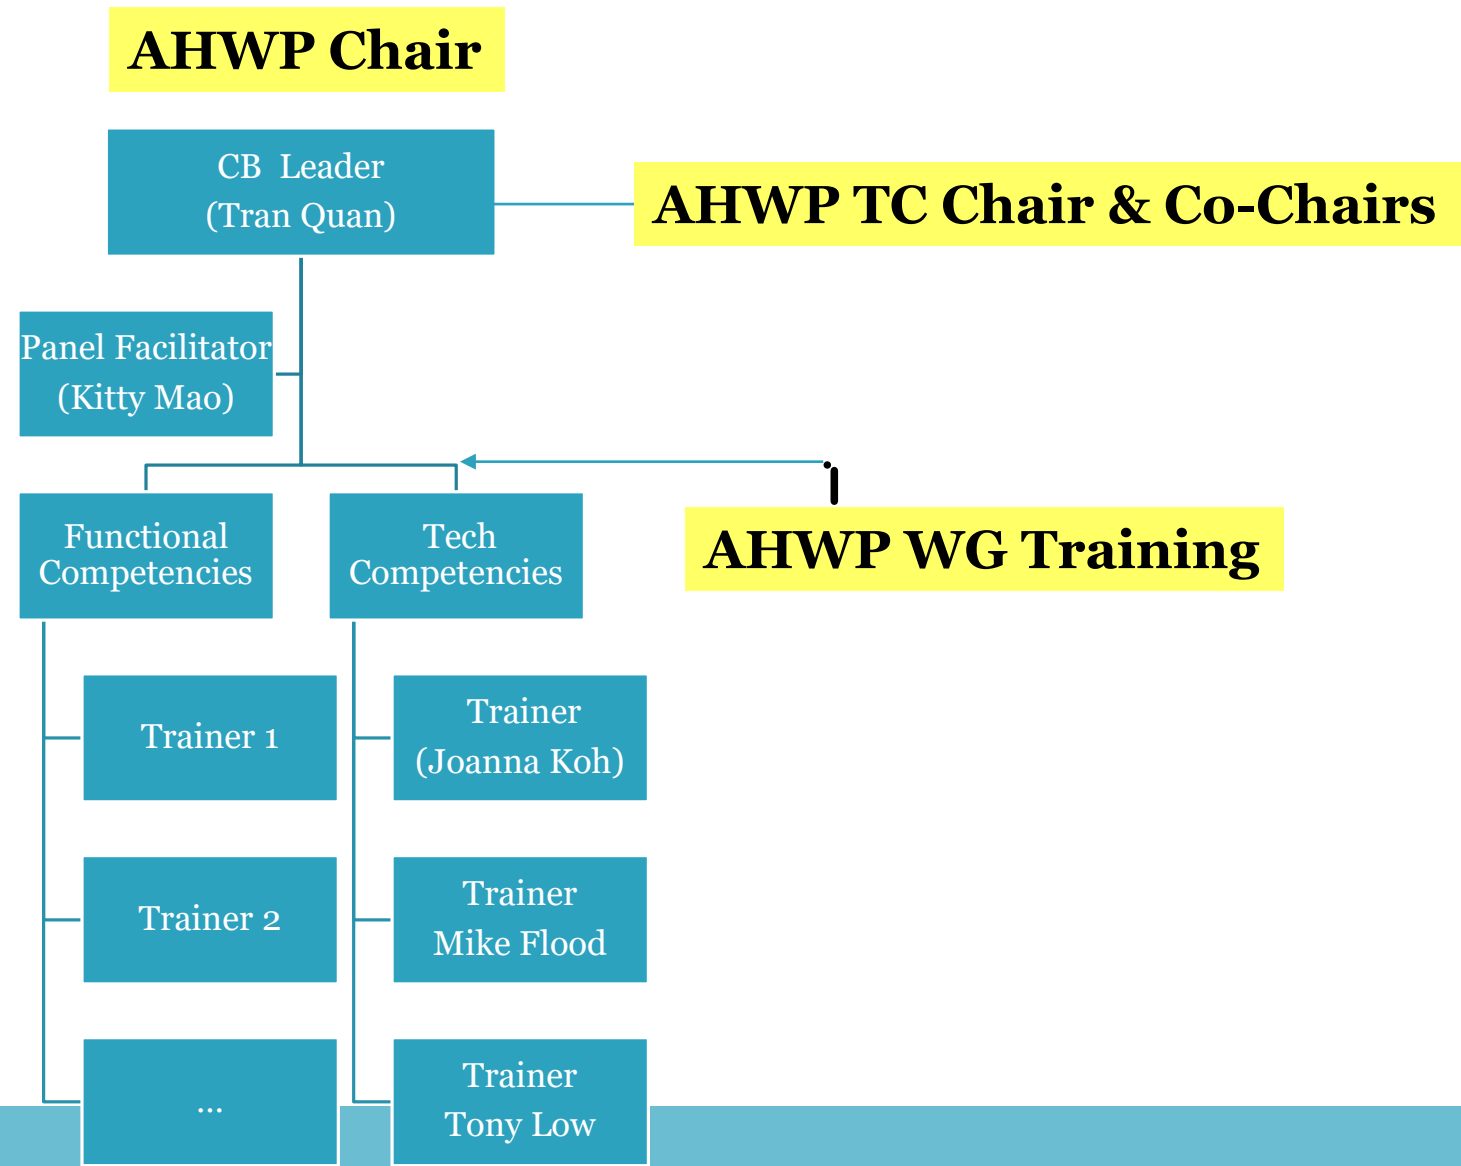 AHWP Chair
CB  Leader
(Tran Quan)
AHWP TC Chair & Co-Chairs
Panel Facilitator
(Kitty Mao)
Functional
Competencies
Tech
Competencies
AHWP WG Training
Trainer 1
Trainer
(Joanna Koh)
Trainer 2
Trainer
Mike Flood
...
Trainer
Tony Low